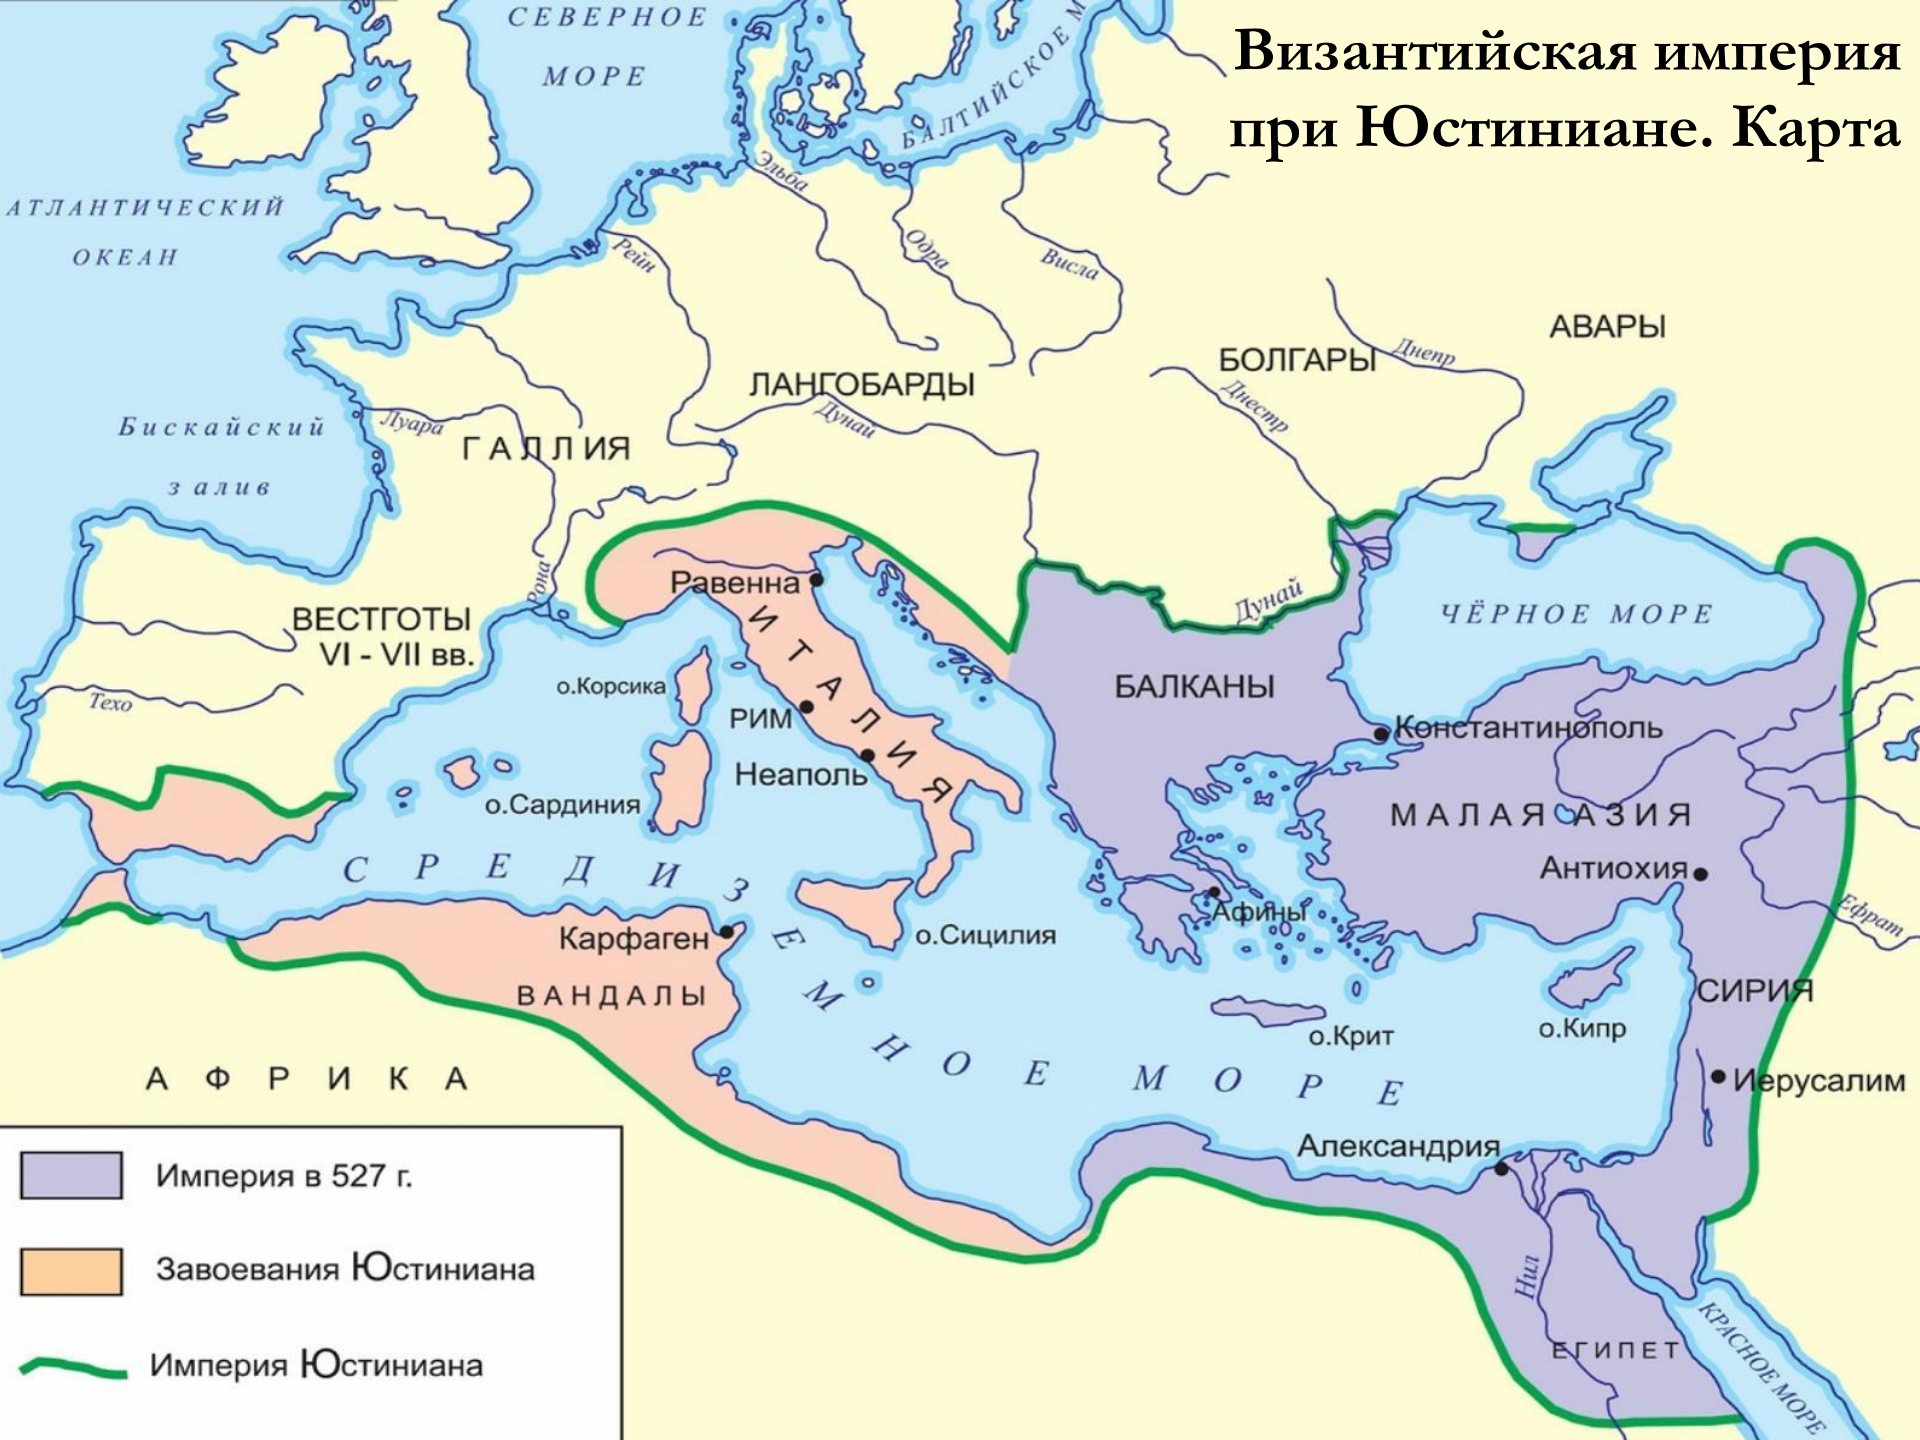 Византийская империя
при Юстиниане. Карта
СЕВЕРНОЕ
МОРЕ
БАЛТИЙСКОЕ М
АТЛАНТИЧЕСКИЙ
ОКЕАН
Эльба
Рейн
Одра
Висла
АВАРЫ
БОЛГАРЫ
Днепр
Днестр
ЛАНГОБАРДЫ
Дунай
Бискайский
залив
Луара
ГАЛЛИЯ
Рона
Равенна
Дунай
ЧЁРНОЕ МОРЕ
ВЕСТГОТЫ
VI - VII вв.
ИТАЛИЯ
Техо
о.Корсика
РИМ
БАЛКАНЫ
Константинополь
Неаполь
о.Сардиния
МАЛАЯ АЗИЯ
Антиохия
СРЕДИЗЕМНОЕ МОРЕ
Афины
Ефрат
Карфаген
о.Сицилия
ВАНДАЛЫ
СИРИЯ
о.Крит
о.Кипр
АФРИКА
Иерусалим
Александрия
Нил
ЕГИПЕТ
КРАСНОЕ МОРЕ
Империя в 527 г.
Завоевания Юстиниана
Империя Юстиниана